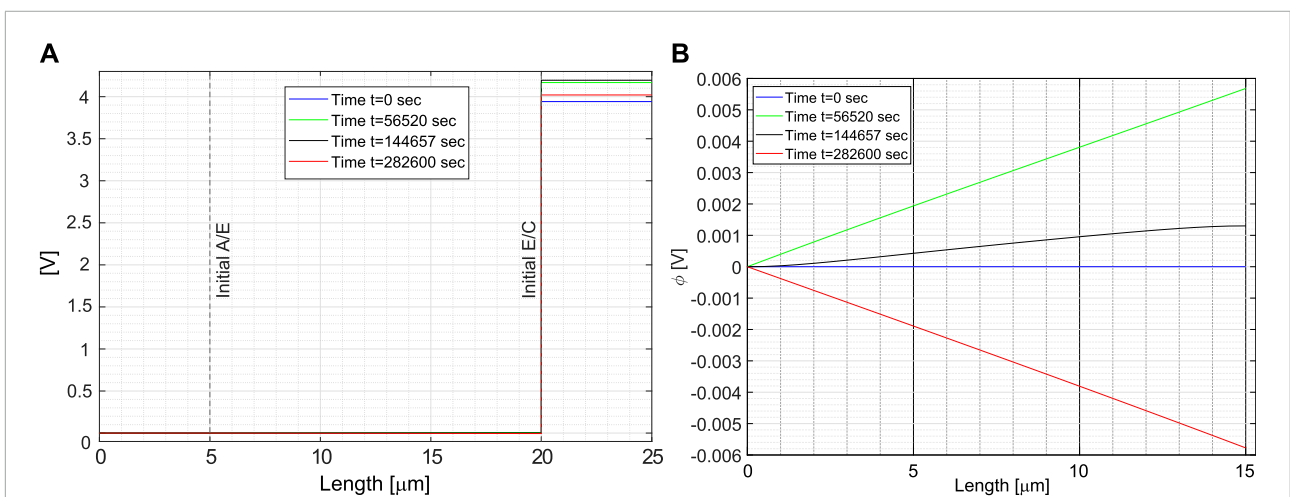 A
[V]
4
3.5
3
2.5
2
1.5
1
0.5
0
Time t=0 sec
Time t=56520 sec
Time t=144657 sec
Time t=282600 sec
Initial A/E
Initial E/C
0 5 10 15 20 25
Length [μm]
B
ϕ [V]
0.006
0.005
0.004
0.003
0.002
0.001
0
-0.001
-0.002
-0.003
-0.004
-0.005
-0.006
Time t=0 sec
Time t=56520 sec
Time t=144657 sec
Time t=282600 sec
0 5 10 15
Length [μm]